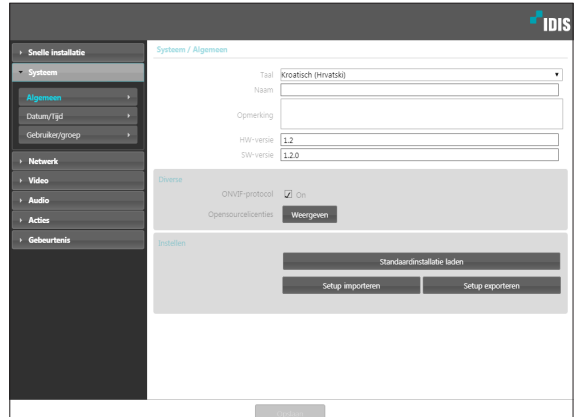 IDIS
Snelle installatie
Systeem
Algemeen
Datum/Tijd
Gebruiker/groep
Netwerk
Video
Audio
Acties
Gebeurtenis
Systeem / Algemeen
Taal Kroatisch (Hrvatski)
Naam
Opmerking
HW-versie 1.2
SW-versie 1.2.0
Diverse
ONVIF-protocol On
Opensourcelicenties Weergeven
Instellen
Standaardinstallatie laden
Setup importeren Setup exporteren